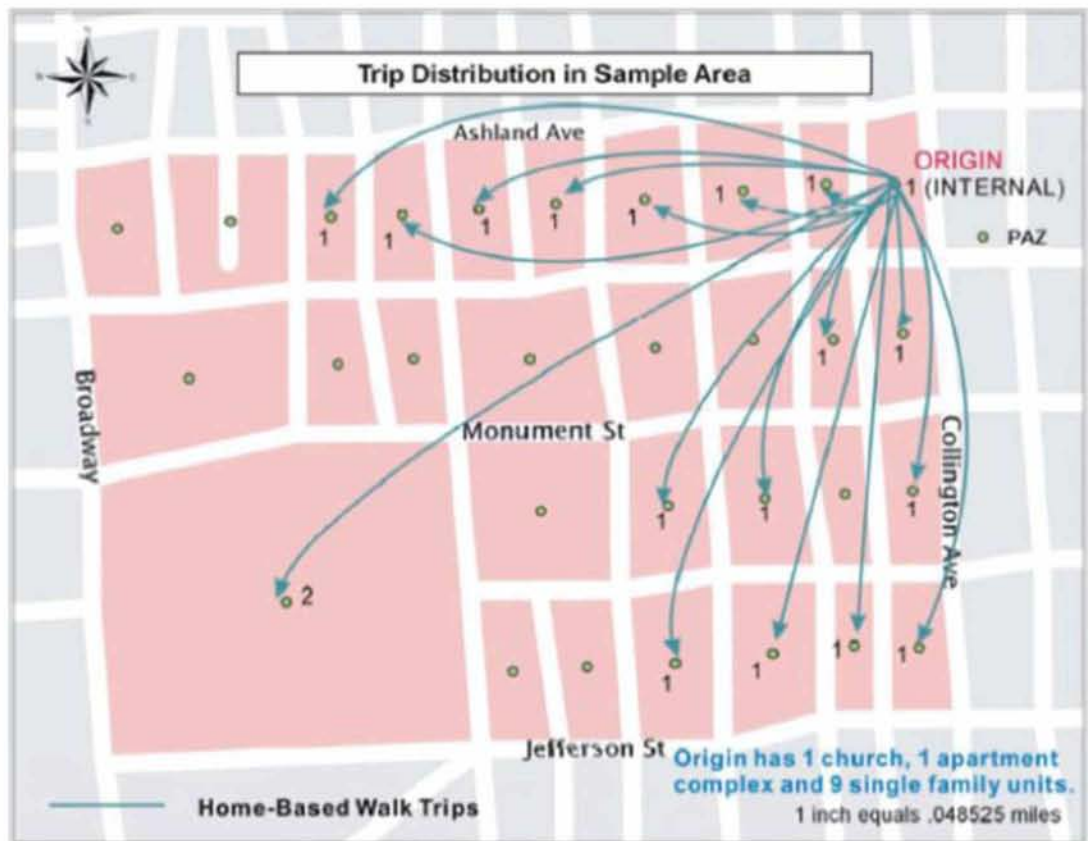 Trip Distribution in Sample Area
Ashland Ave
ORIGIN
1 (INTERNAL)
PAZ
1
1
1
1
1
1
1
1
1
Broadway
Monument St
Collington Ave
1
1
1
2
1
1
1
1
Jefferson St
Origin has 1 church, 1 apartment
complex and 9 single family units.
Home-Based Walk Trips
1 inch equals .048525 miles